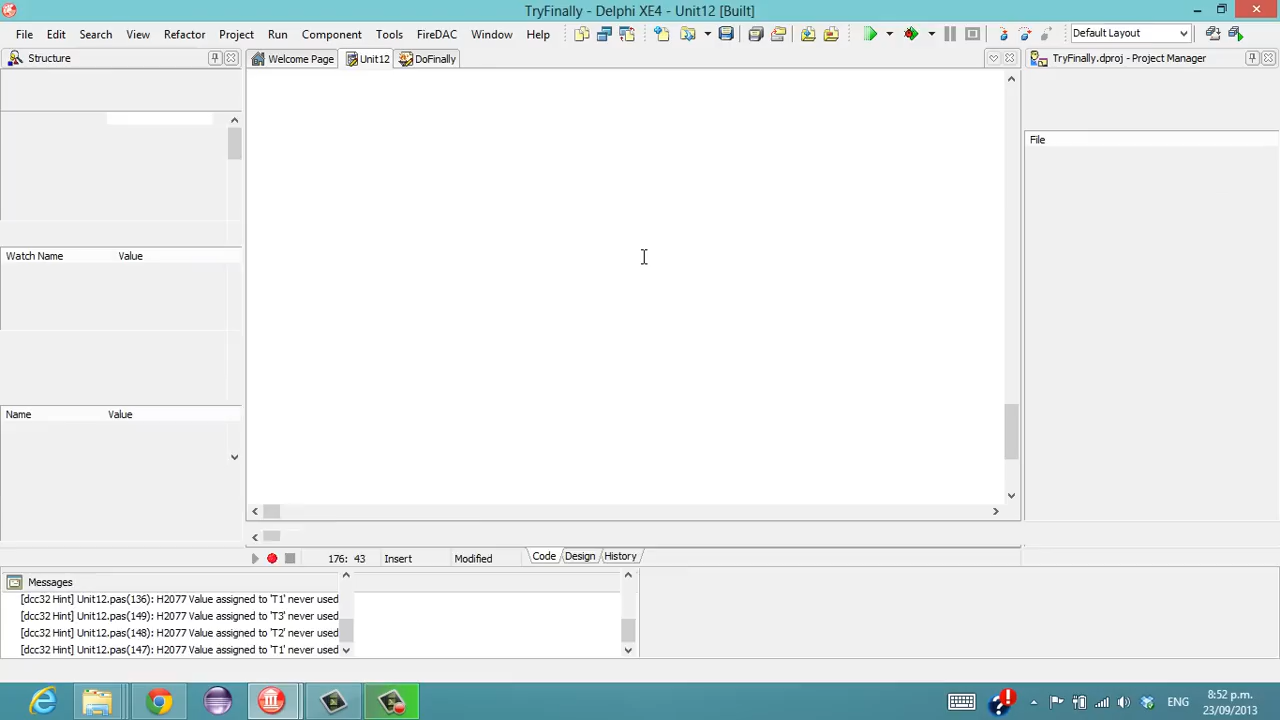 TryFinally - Delphi XE4 - Unit12 [Built]
File Edit Search View Refactor Project Run Component Tools FireDAC Window Help Default Layout
Structure
Welcome Page Unit12 DoFinally
TryFinally.dproj - Project Manager
File
Watch Name Value
Name Value
176: 43 Insert Modified Code Design History
Messages
[dcc32 Hint] Unit12.pas(136): H2077 Value assigned to 'T1' never used
[dcc32 Hint] Unit12.pas(149): H2077 Value assigned to 'T3' never used
[dcc32 Hint] Unit12.pas(148): H2077 Value assigned to 'T2' never used
[dcc32 Hint] Unit12.pas(147): H2077 Value assigned to 'T1' never used
ENG
8:52 p.m.
23/09/2013